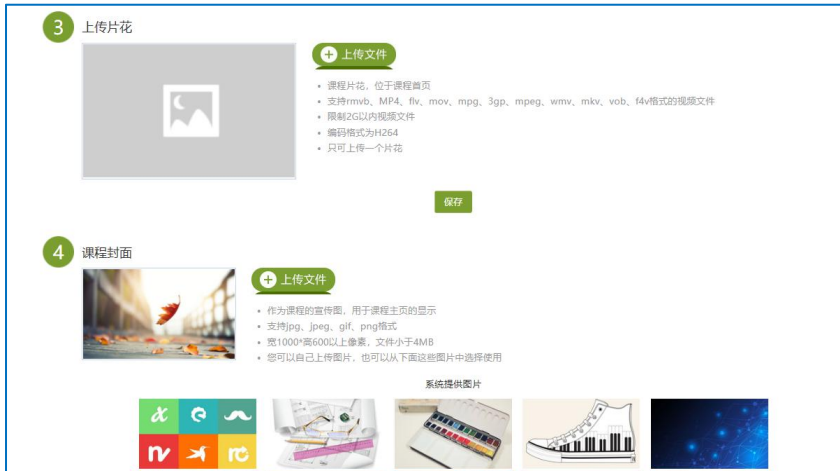 3 上传片花
上传文件
课程片花，位于课程首页
支持rmvb、MP4、flv、mov、mpg、3gp、mpeg、wmv、mkv、vob、f4v格式的视频文件
限制2G以内视频文件
编码格式为H264
只可上传一个片花
保存
4 课程封面
上传文件
作为课程的宣传图，用于课程主页的显示
支持jpg、jpeg、gif、png格式
宽1000*高600以上像素，文件小于4MB
您可以自己上传图片，也可以从下面这些图片中选择使用
系统提供图片